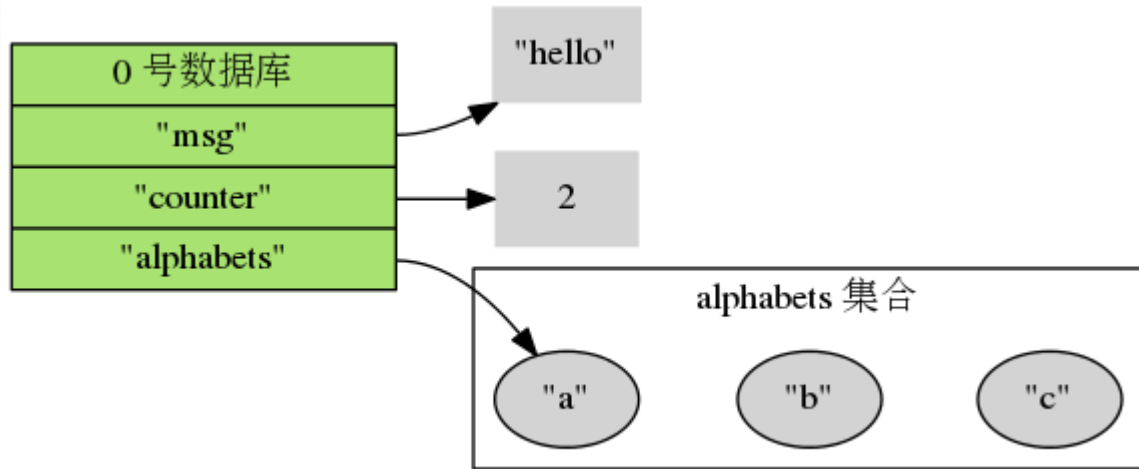 0 号数据库
"msg"
"counter"
"alphabets"
"hello"
2
alphabets 集合
"a" "b" "c"